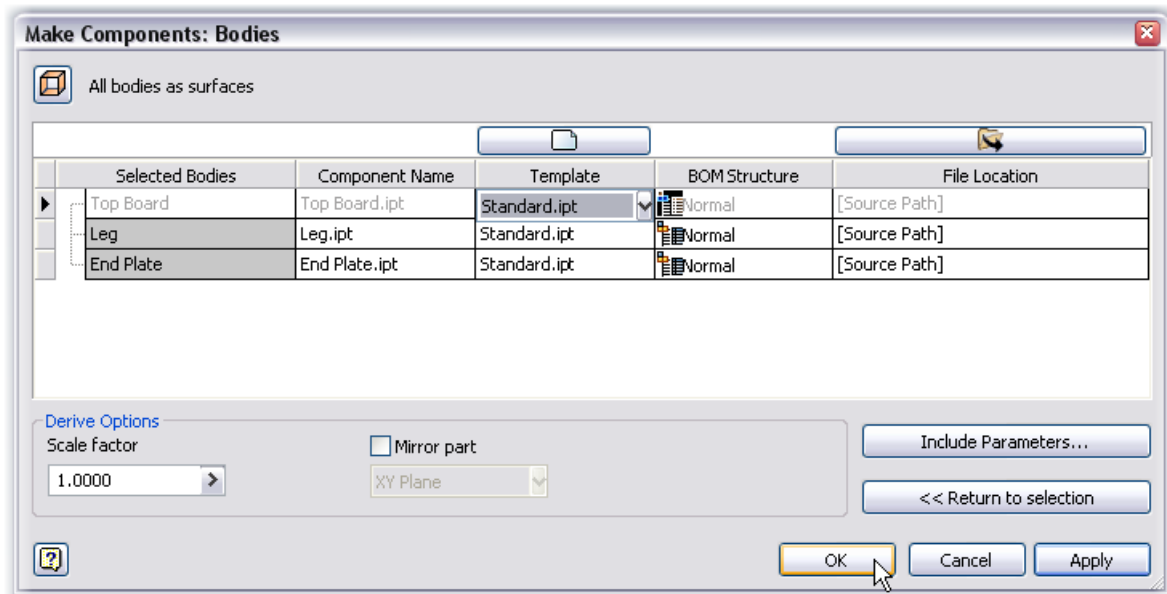 Make Components: Bodies
All bodies as surfaces
Selected Bodies Component Name Template BOM Structure File Location
Top Board Top Board.ipt Standard.ipt Normal [Source Path]
Leg Leg.ipt Standard.ipt Normal [Source Path]
End Plate End Plate.ipt Standard.ipt Normal [Source Path]
Derive Options
Scale factor Mirror part Include Parameters...
1.0000 XY Plane << Return to selection
OK Cancel Apply